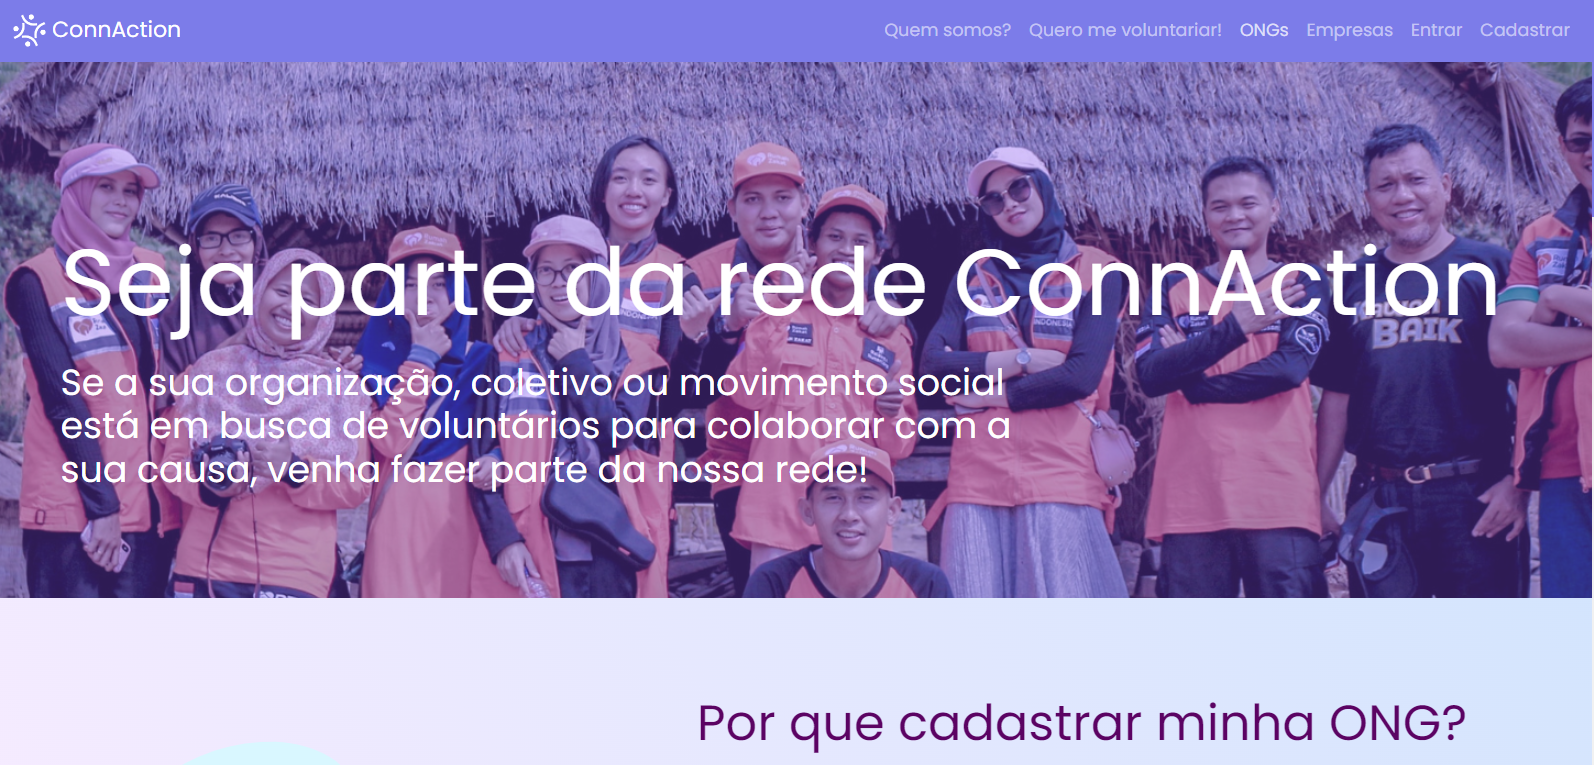 ConnAction
Quem somos? Quero me voluntariar! ONGs Empresas Entrar Cadastrar
Seja parte da rede ConnAction
INDONESIA
BAIK
Se a sua organização, coletivo ou movimento social
está em busca de voluntários para colaborar com a
sua causa, venha fazer parte da nossa rede!
Por que cadastrar minha ONG?